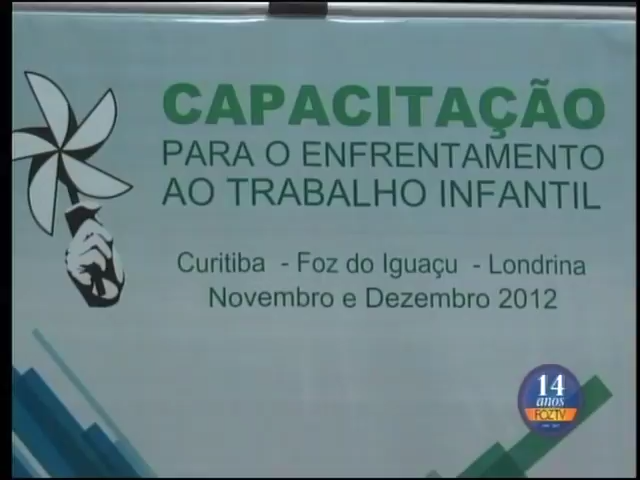 CAPACITAÇÃO
PARA O ENFRENTAMENTO
AO TRABALHO INFANTIL
Curitiba - Foz do Iguaçu - Londrina
Novembro e Dezembro 2012
14
anos
FOZTV